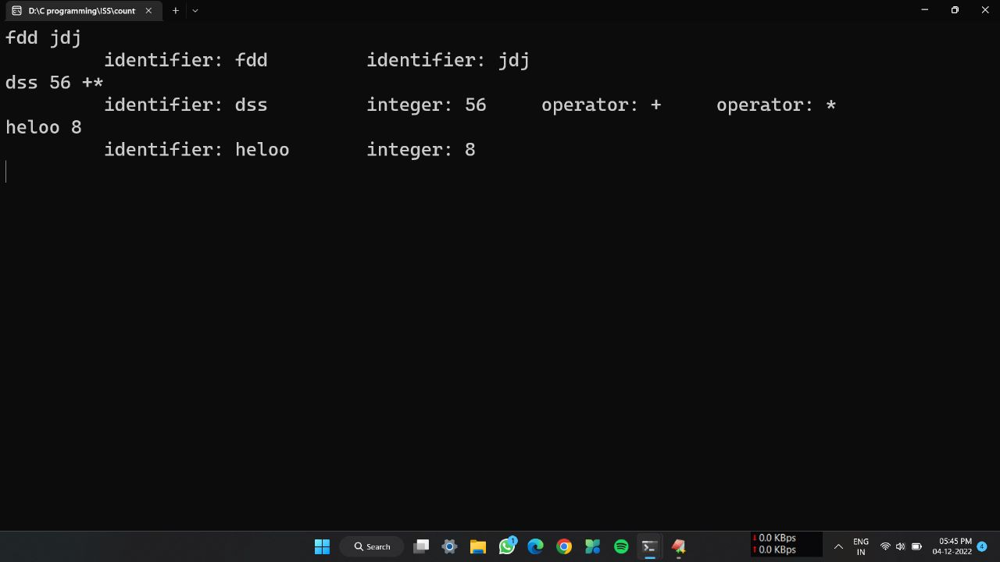 D:\C programming\ISS\count
fdd jdj
identifier: fdd identifier: jdj
dss 56 +*
identifier: dss integer: 56 operator: + operator: *
heloo 8
identifier: heloo integer: 8
Search
1
↓ 0.0 KBps
↑ 0.0 KBps
ENG
IN
05:45 PM
04-12-2022
4